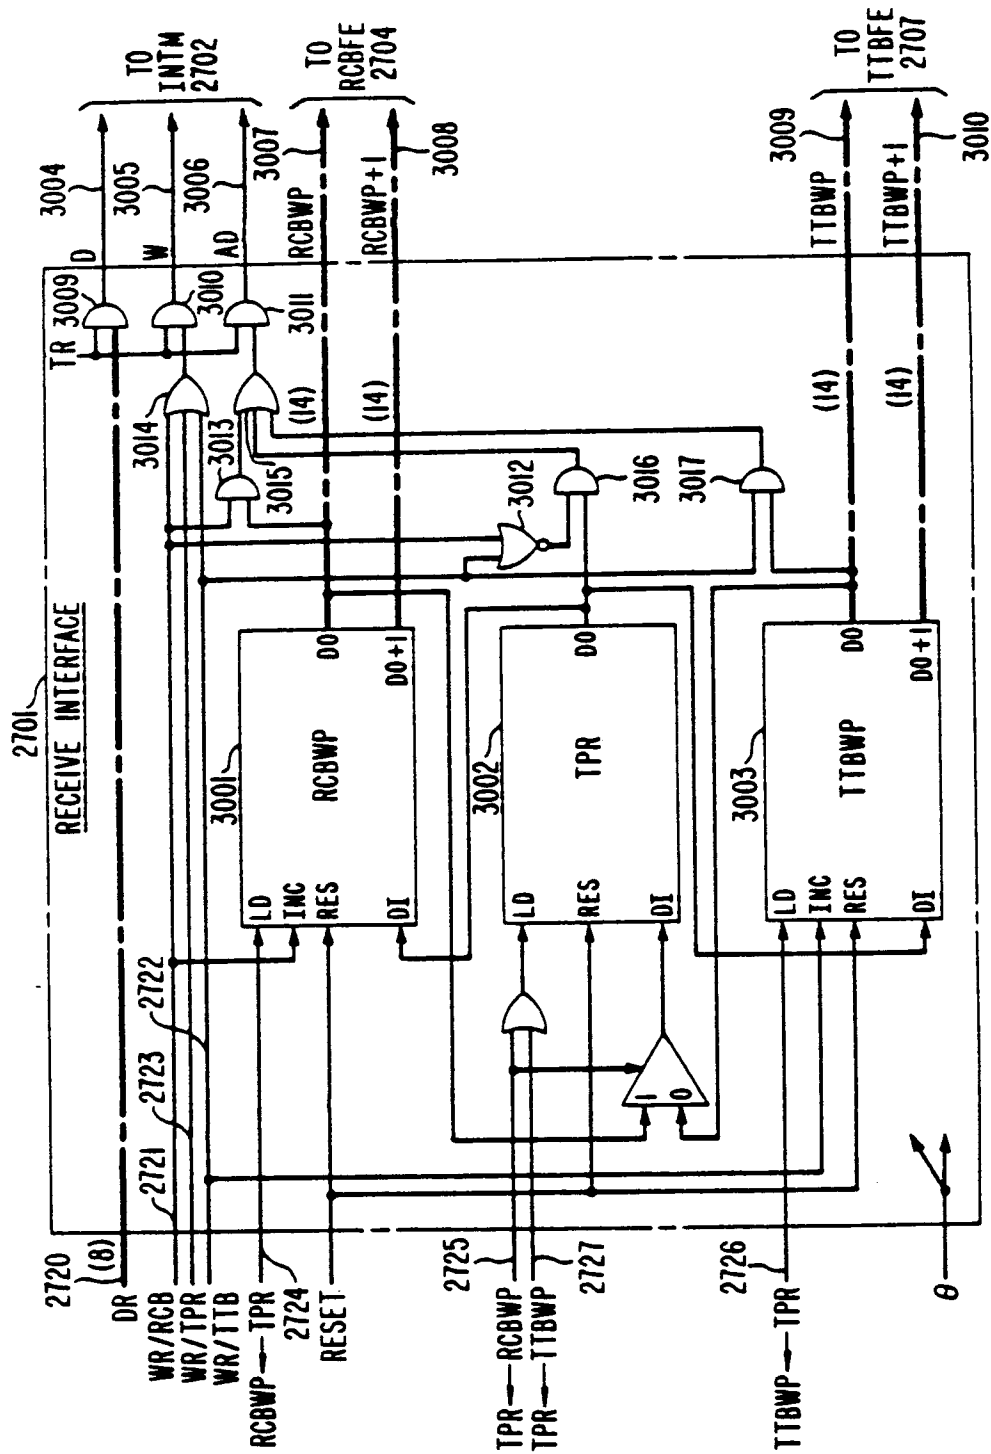 2701
RECEIVE INTERFACE
2720
(8)
DR
2721
2723
2722
WR/RCB
WR/TPR
WR/TTB
RCBWP←TPR
2724
RESET
TPR←RCBWP
2725
TPR←TTBWP
2727
TTBWP←TPR
2726
θ
3001
LD
INC
RES
DI
RCBWP
DO
DO+1
3002
LD
RES
DI
TPR
DO
1
0
3003
LD
INC
RES
DI
TTBWP
DO
DO+1
TR
3009
3010
3011
3014
3013
3015
3012
3016
3017
(14)
(14)
(14)
(14)
D
W
AD
RCBWP
RCBWP+1
TTBWP
TTBWP+1
3004
3005
3006
3007
3008
3009
3010
TO
INTM
2702
TO
RCBFE
2704
TO
TTBFE
2707